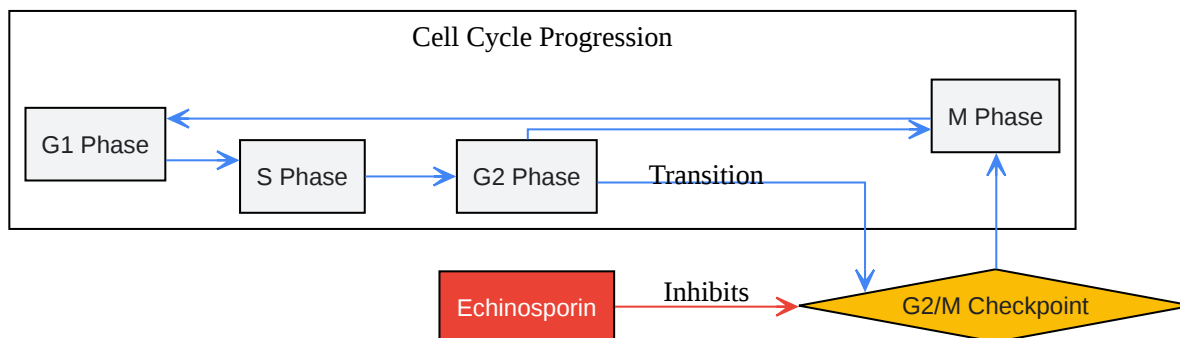 Cell Cycle Progression
G1 Phase
S Phase
G2 Phase
Transition
M Phase
Echinosporin
Inhibits
G2/M Checkpoint